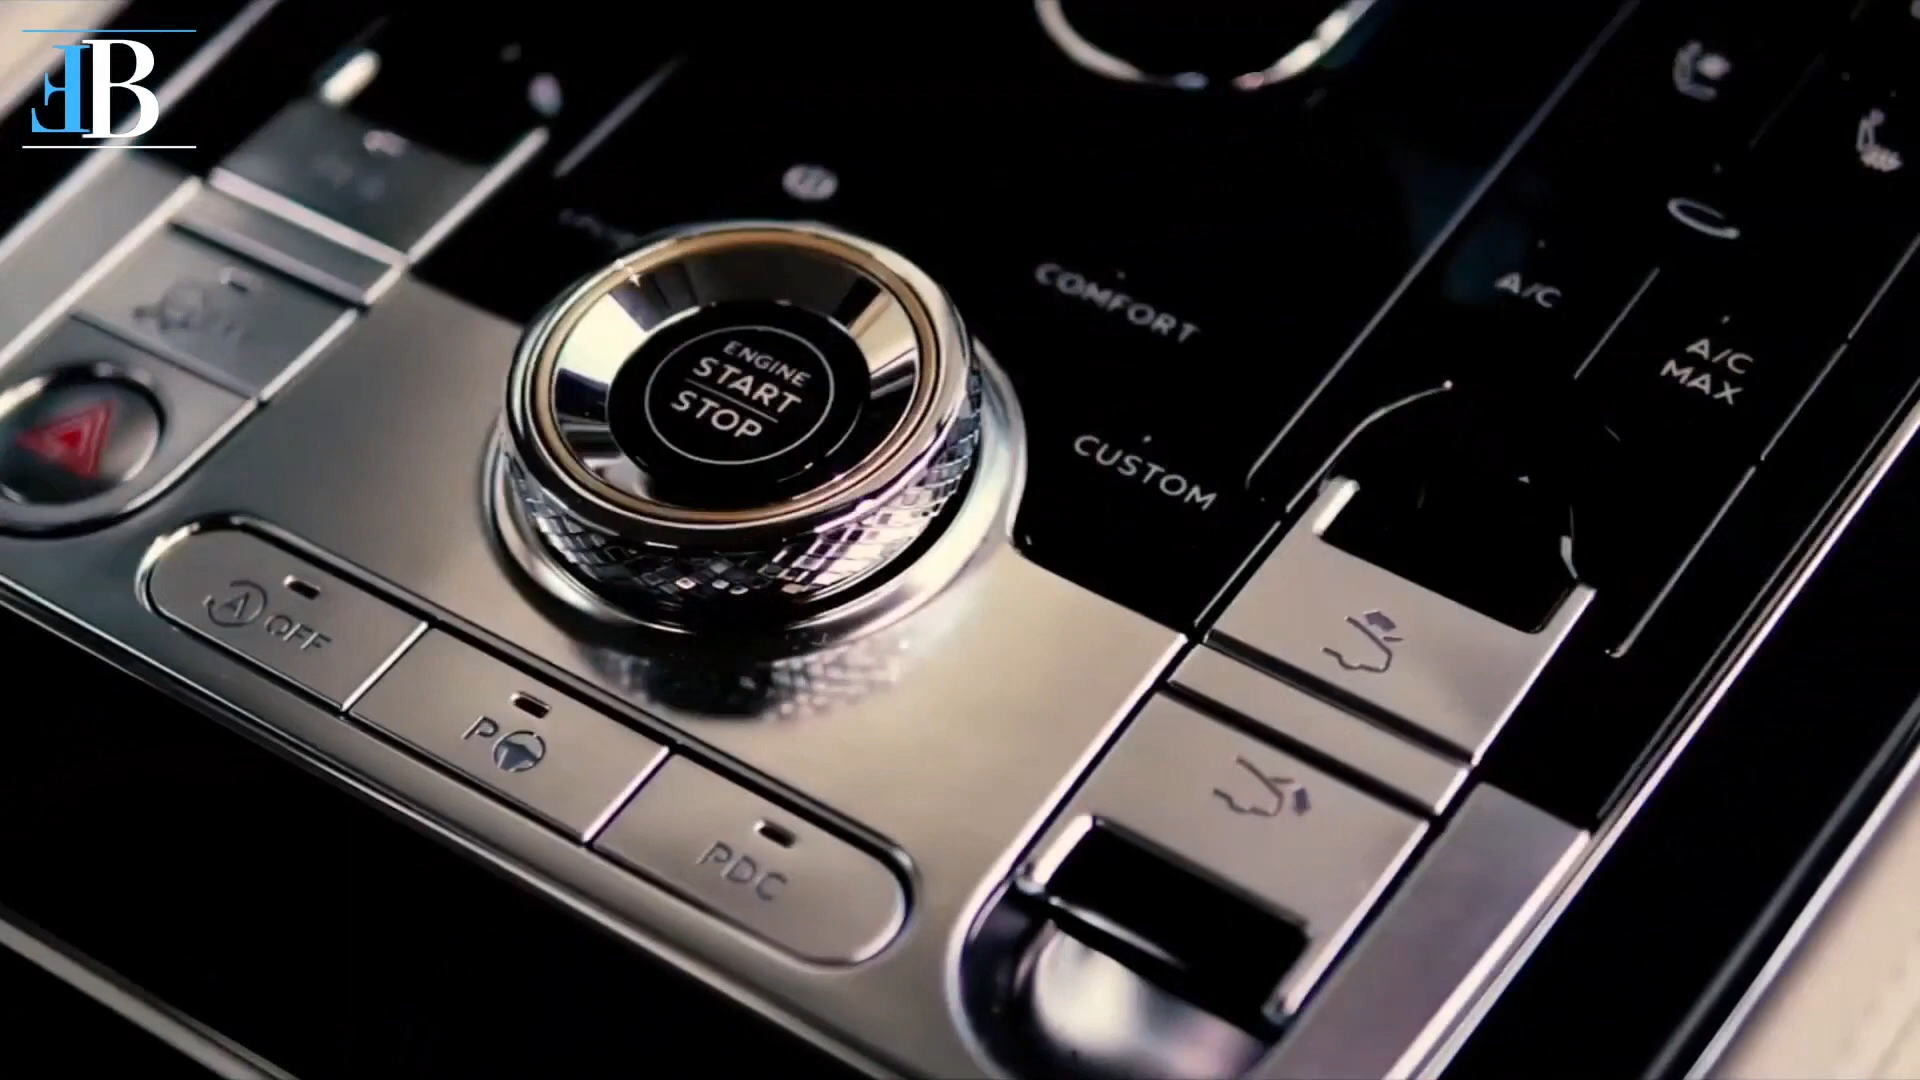 EB
COMFORT
A/C
A/C
MAX
ENGINE
START
STOP
CUSTOM
A OFF
P
PDC